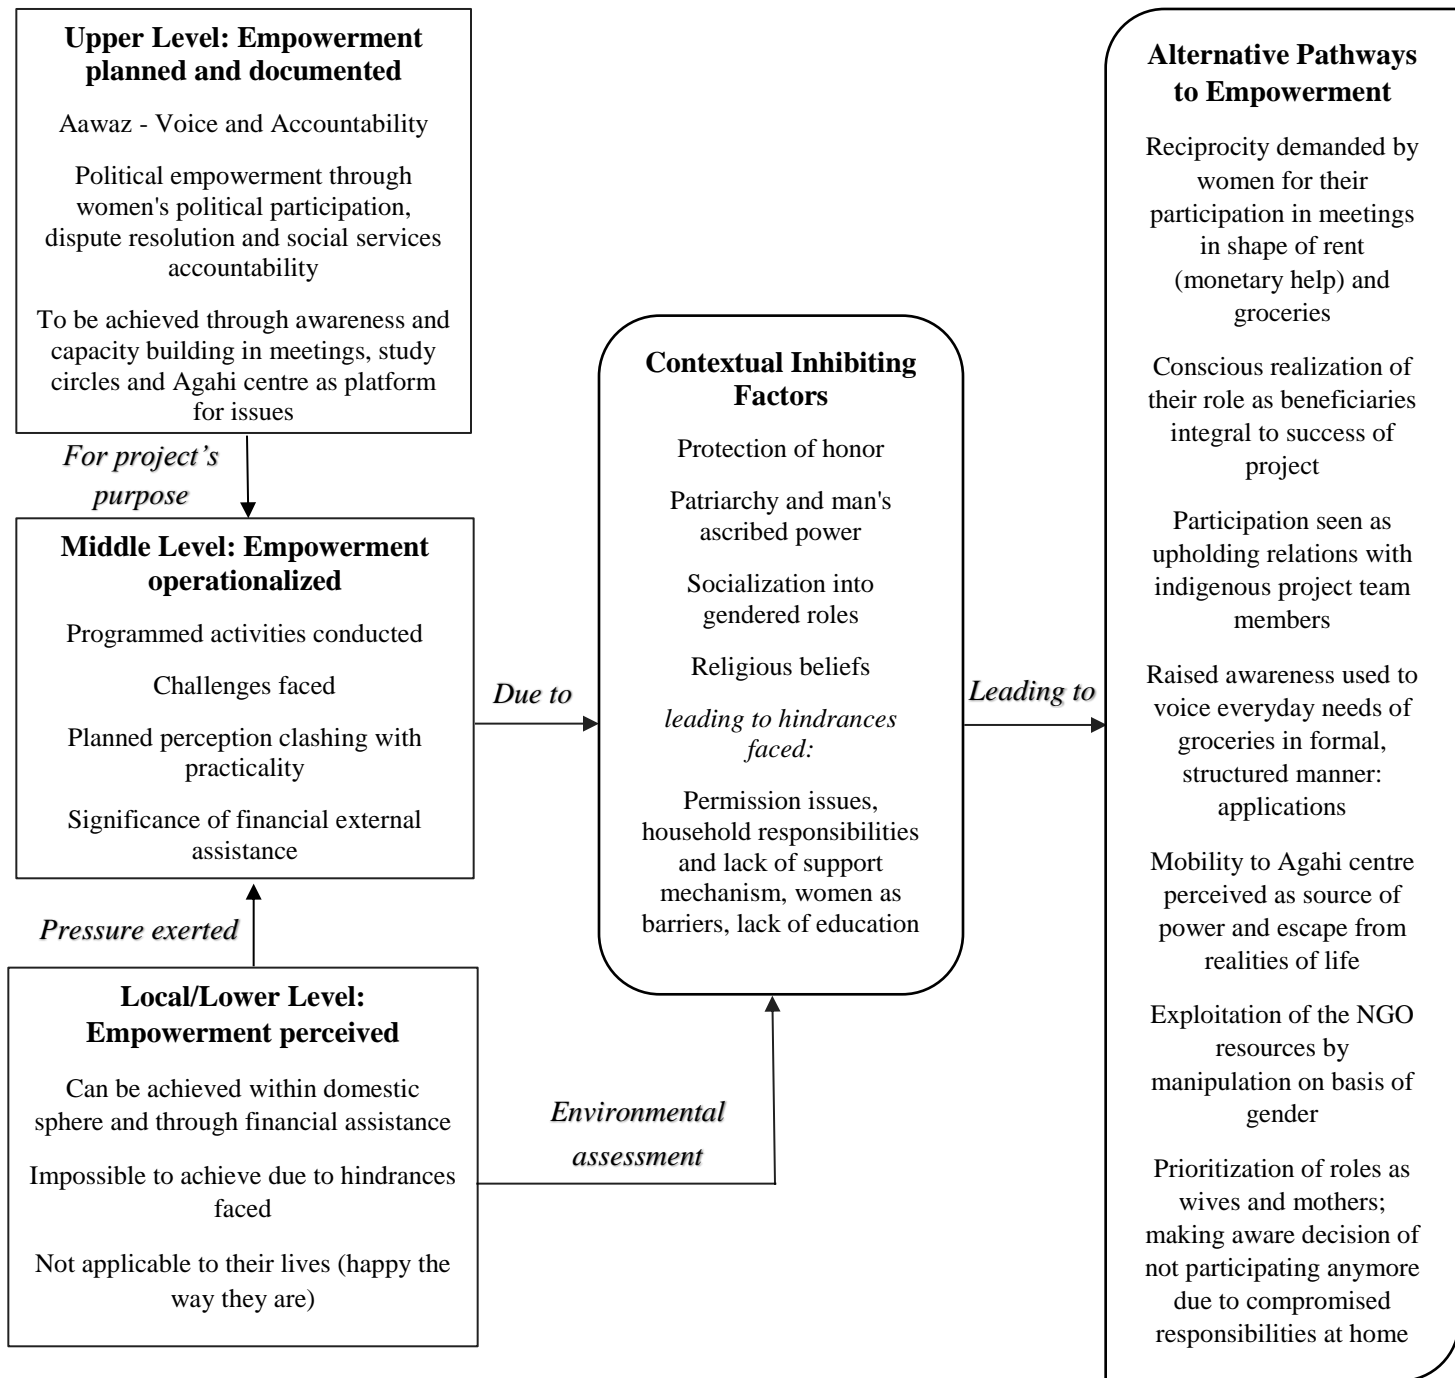 Upper Level: Empowerment
planned and documented
Aawaz - Voice and Accountability
Political empowerment through
women's political participation,
dispute resolution and social services
accountability
To be achieved through awareness and
capacity building in meetings, study
circles and Agahi centre as platform
for issues
For project’s
purpose
Middle Level: Empowerment
operationalized
Programmed activities conducted
Challenges faced
Planned perception clashing with
practicality
Significance of financial external
assistance
Pressure exerted
Local/Lower Level:
Empowerment perceived
Can be achieved within domestic
sphere and through financial assistance
Impossible to achieve due to hindrances
faced
Not applicable to their lives (happy the
way they are)
Due to
Environmental
assessment
Contextual Inhibiting
Factors
Protection of honor
Patriarchy and man's
ascribed power
Socialization into
gendered roles
Religious beliefs
leading to hindrances
faced:
Permission issues,
household responsibilities
and lack of support
mechanism, women as
barriers, lack of education
Leading to
Alternative Pathways
to Empowerment
Reciprocity demanded by
women for their
participation in meetings
in shape of rent
(monetary help) and
groceries
Conscious realization of
their role as beneficiaries
integral to success of
project
Participation seen as
upholding relations with
indigenous project team
members
Raised awareness used to
voice everyday needs of
groceries in formal,
structured manner:
applications
Mobility to Agahi centre
perceived as source of
power and escape from
realities of life
Exploitation of the NGO
resources by
manipulation on basis of
gender
Prioritization of roles as
wives and mothers;
making aware decision of
not participating anymore
due to compromised
responsibilities at home